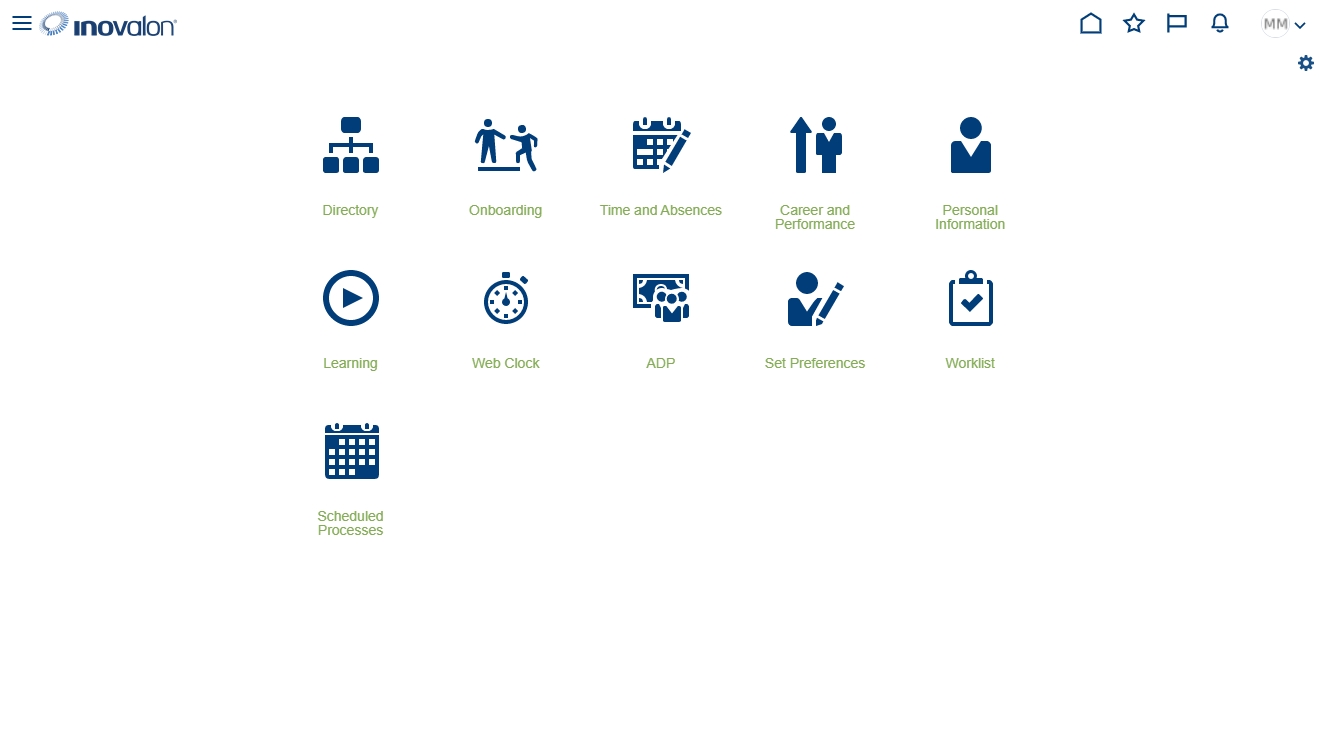 inovalon®
MM
Directory
Onboarding
Time and Absences
Career and
Performance
Personal
Information
Learning
Web Clock
ADP
Set Preferences
Worklist
Scheduled
Processes